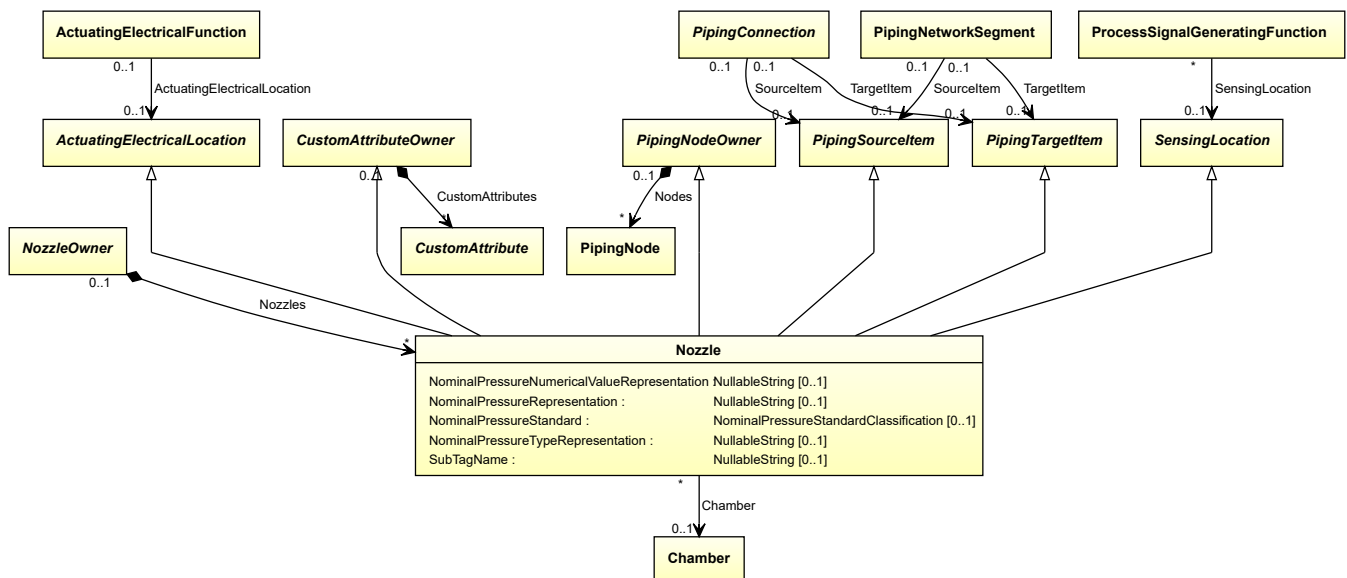 ActuatingElectricalFunction
PipingConnection
PipingNetworkSegment
ProcessSignalGeneratingFunction
0..1
0..1
0..1
0..1
0..1
*
ActuatingElectricalLocation
SourceItem
TargetItem
SourceItem
TargetItem
SensingLocation
0..1
0..1
0..1
0..1
0..1
0..1
ActuatingElectricalLocation
CustomAttributeOwner
PipingNodeOwner
PipingSourceItem
PipingTargetItem
SensingLocation
0..1
0..1
CustomAttributes
Nodes
*
*
NozzleOwner
CustomAttribute
PipingNode
0..1
Nozzles
*
Nozzle
NominalPressureNumericalValueRepresentation : NullableString [0..1]
NominalPressureRepresentation : NullableString [0..1]
NominalPressureStandard : NominalPressureStandardClassification [0..1]
NominalPressureTypeRepresentation : NullableString [0..1]
SubTagName : NullableString [0..1]
*
Chamber
0..1
Chamber